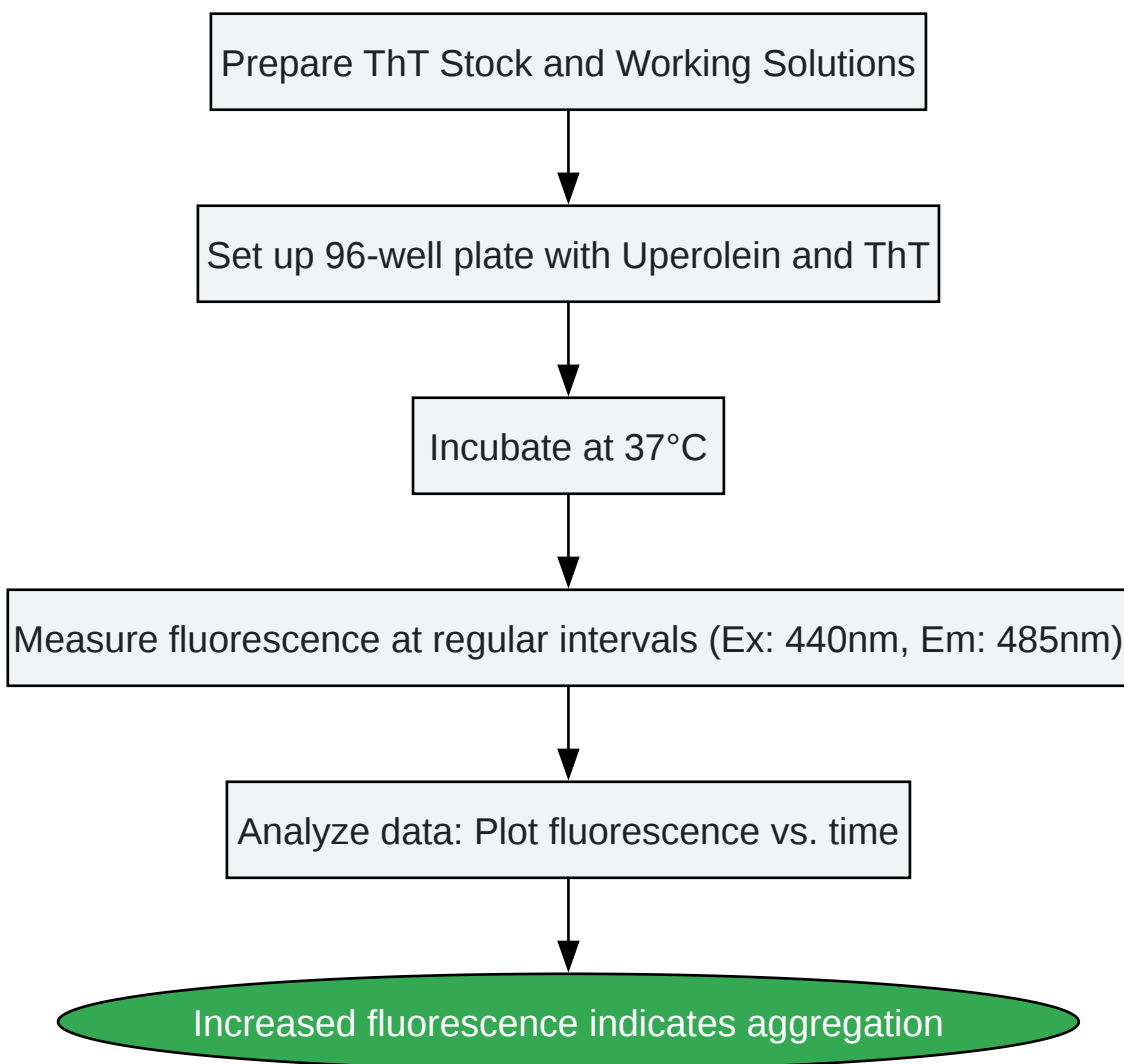 Prepare ThT Stock and Working Solutions
Set up 96-well plate with Uperolein and ThT
Incubate at 37°C
Measure fluorescence at regular intervals (Ex: 440nm, Em: 485nm)
Analyze data: Plot fluorescence vs. time
Increased fluorescence indicates aggregation